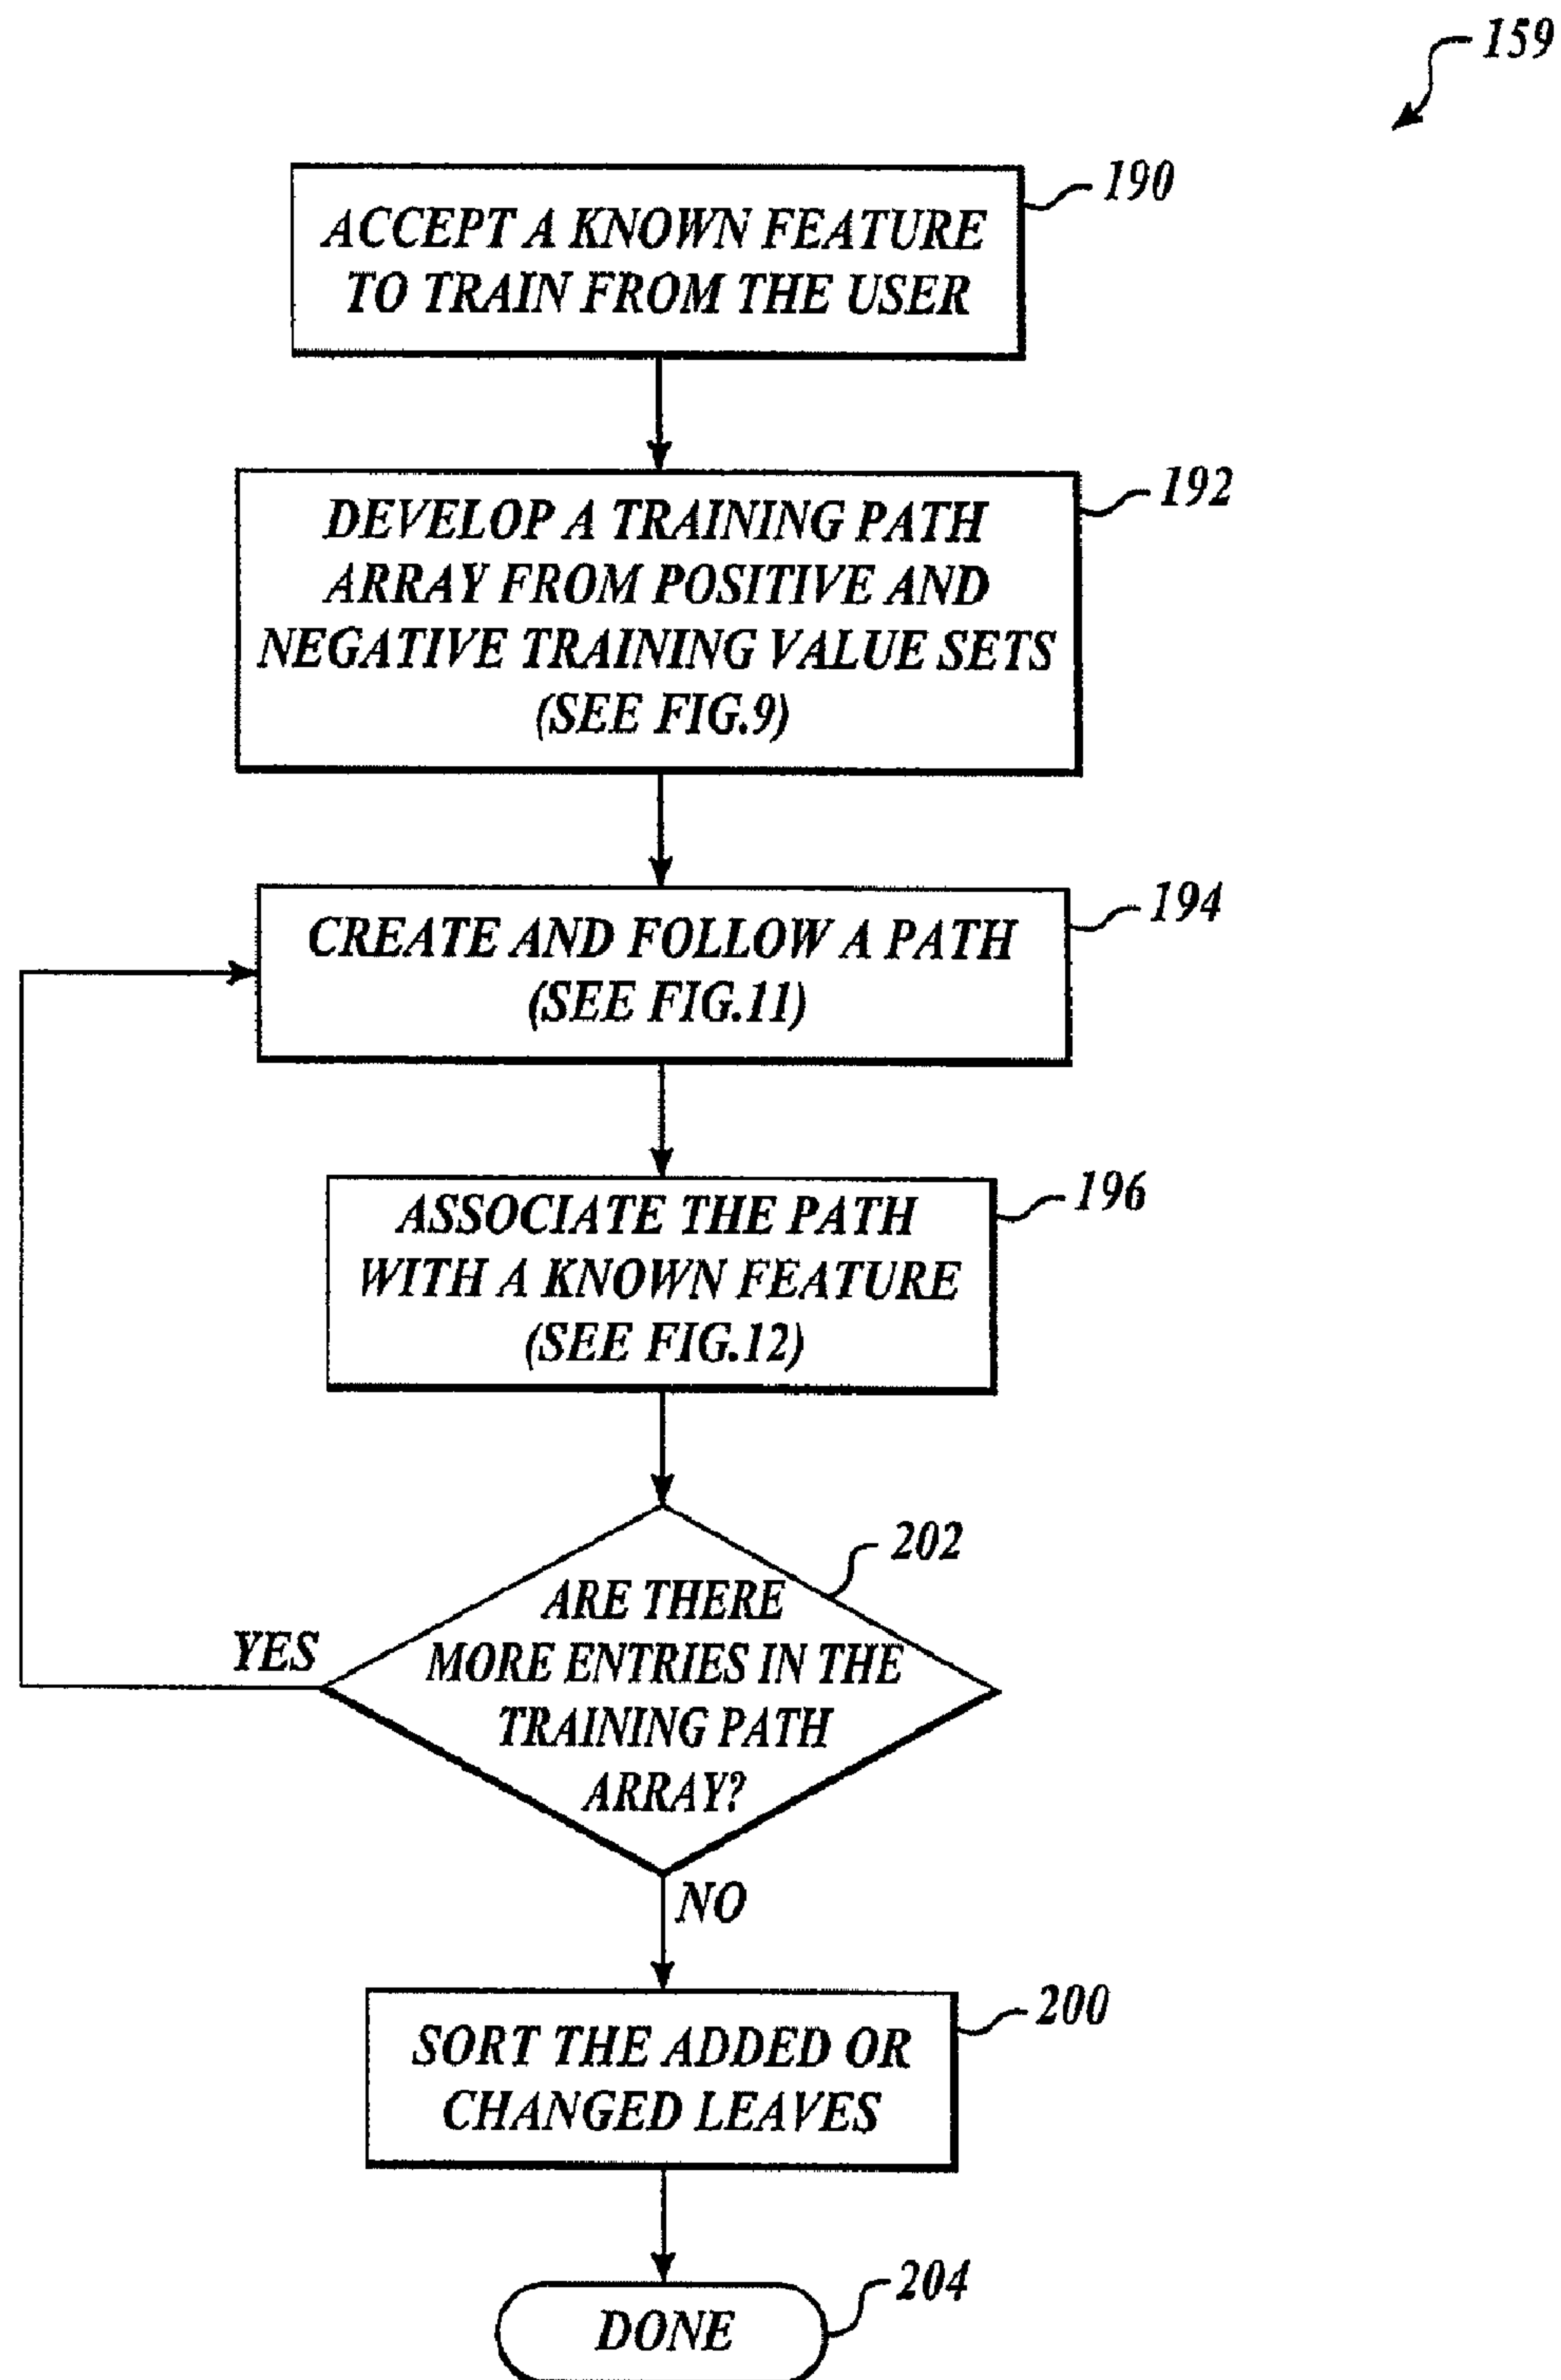 159
190
ACCEPT A KNOWN FEATURE
TO TRAIN FROM THE USER
192
DEVELOP A TRAINING PATH
ARRAY FROM POSITIVE AND
NEGATIVE TRAINING VALUE SETS
(SEE FIG.9)
194
CREATE AND FOLLOW A PATH
(SEE FIG.11)
196
ASSOCIATE THE PATH
WITH A KNOWN FEATURE
(SEE FIG.12)
202
ARE THERE
MORE ENTRIES IN THE
TRAINING PATH
ARRAY?
YES
NO
200
SORT THE ADDED OR
CHANGED LEAVES
204
DONE